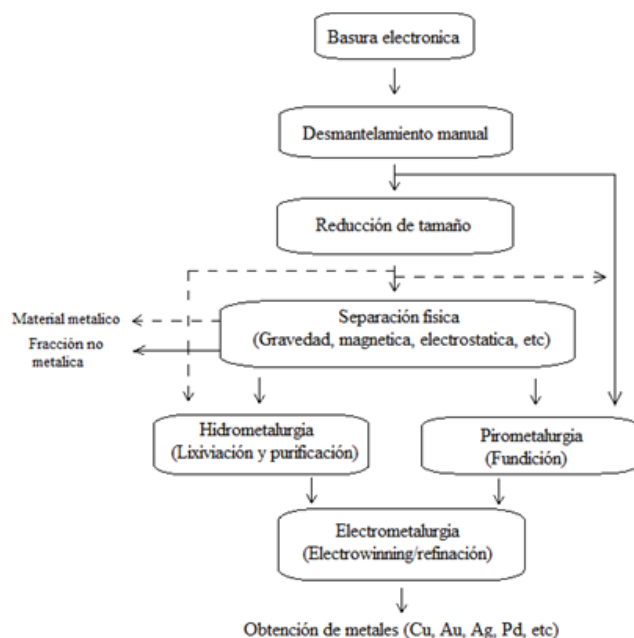 Basura electronica
Desmantelamiento manual
Reducción de tamaño
Material metalico
Fracción no
metalica
Separación fisica
(Gravedad, magnetica, electrostatica, etc)
Hidrometalurgia
(Lixiviación y purificación)
Pirometalurgia
(Fundición)
Electrometalurgia
(Electrowinning/refinación)
Obtención de metales (Cu, Au, Ag, Pd, etc)